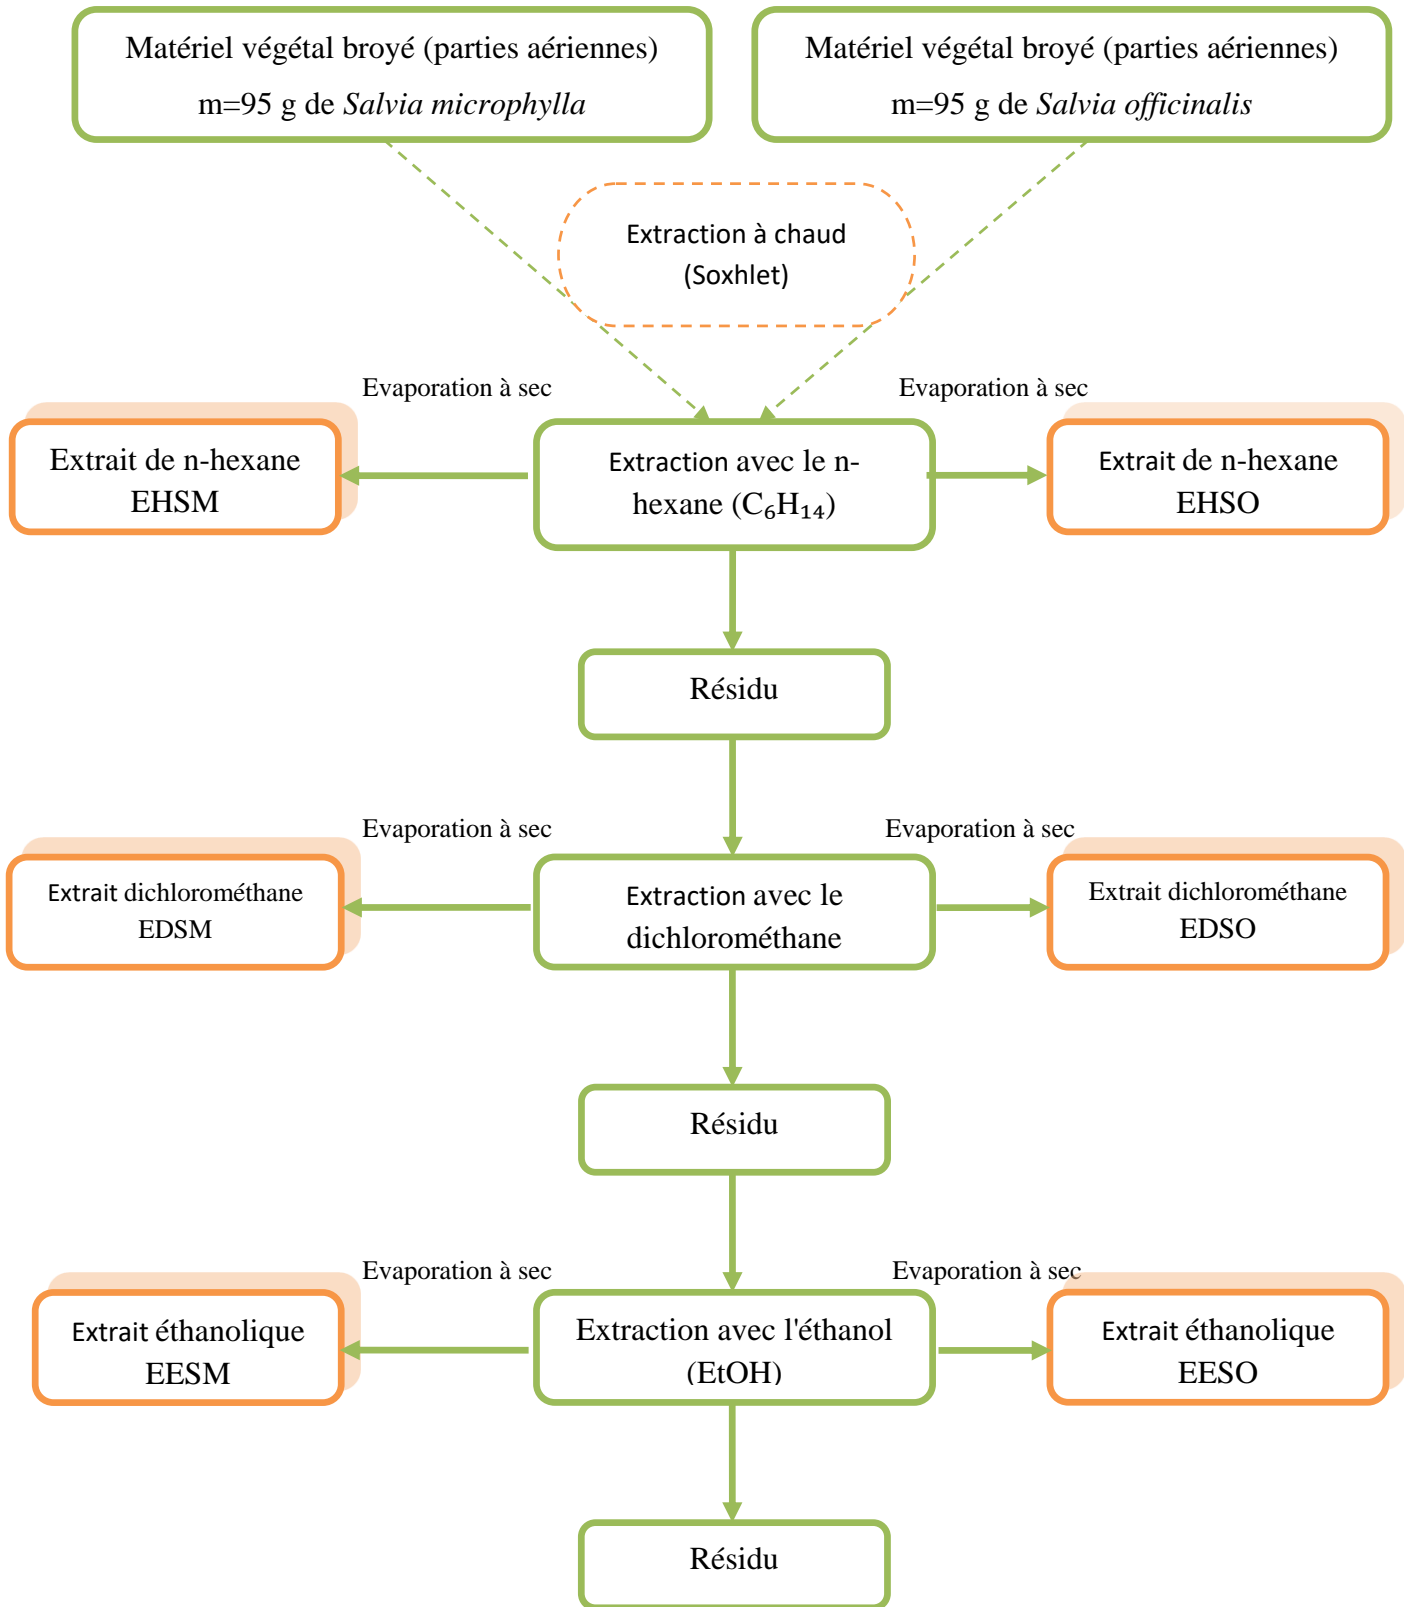 Matériel végétal broyé (parties aériennes)
m=95 g de Salvia microphylla
Matériel végétal broyé (parties aériennes)
m=95 g de Salvia officinalis
Extraction à chaud
(Soxhlet)
Evaporation à sec
Evaporation à sec
Extrait de n-hexane
EHSM
Extraction avec le n-
hexane (C₆H₁₄)
Extrait de n-hexane
EHSO
Résidu
Evaporation à sec
Evaporation à sec
Extrait dichlorométhane
EDSM
Extraction avec le
dichlorométhane
Extrait dichlorométhane
EDSO
Résidu
Evaporation à sec
Evaporation à sec
Extrait éthanolique
EESM
Extraction avec l'éthanol
(EtOH)
Extrait éthanolique
EESO
Résidu